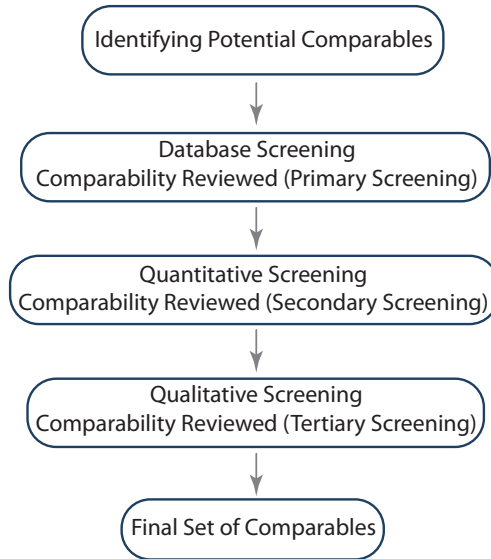 Identifying Potential Comparables
Database Screening
Comparability Reviewed (Primary Screening)
Quantitative Screening
Comparability Reviewed (Secondary Screening)
Qualitative Screening
Comparability Reviewed (Tertiary Screening)
Final Set of Comparables